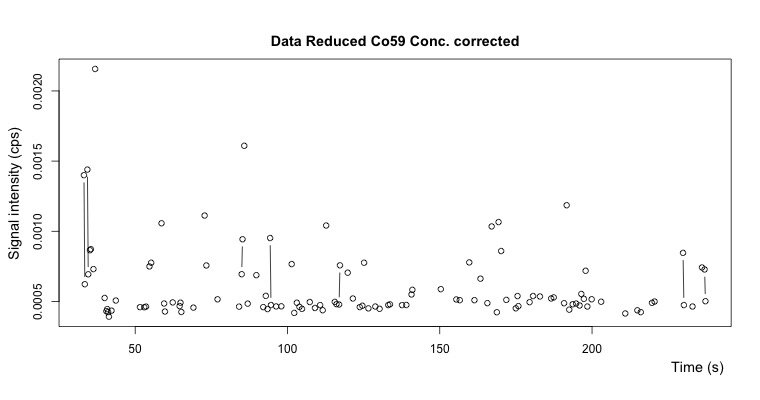 Data Reduced Co59 Conc. corrected
Signal intensity (cps)
0.0020
0.0015
0.0010
0.0005
50 100 150 200
Time (s)